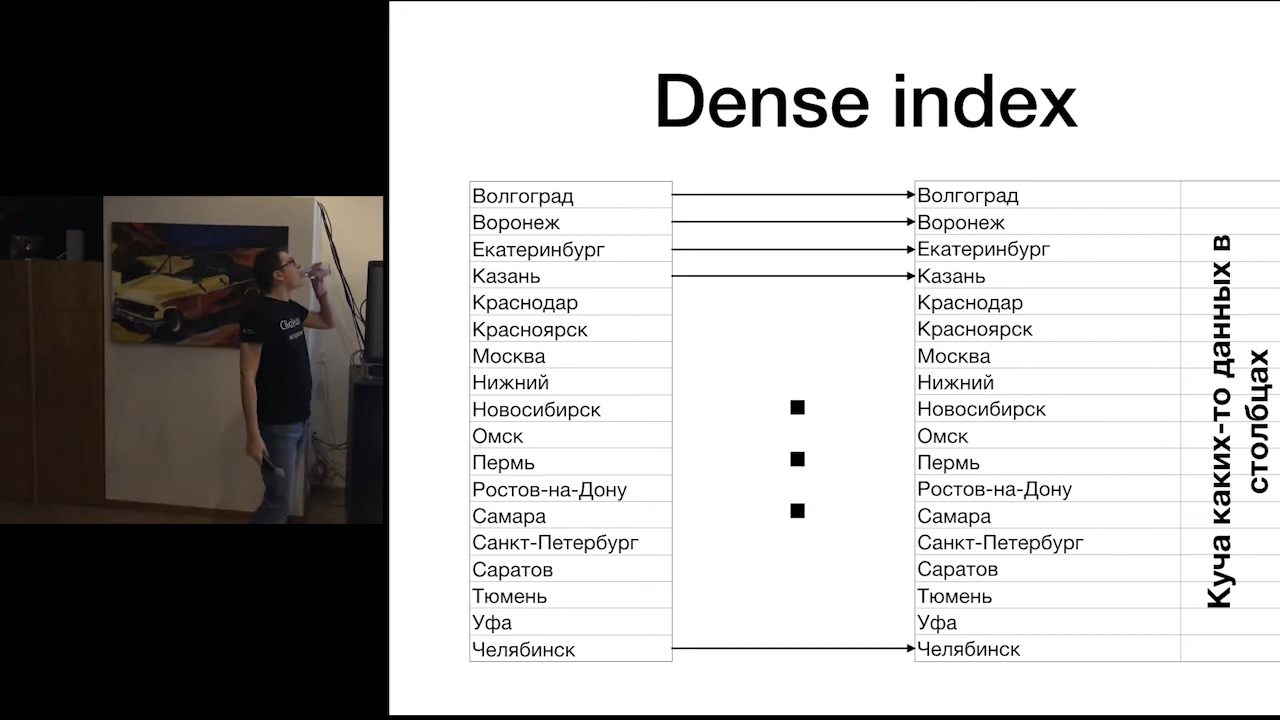 Dense index
Волгоград
Воронеж
Екатеринбург
Казань
Краснодар
Красноярск
Москва
Нижний
Новосибирск
Омск
Пермь
Ростов-на-Дону
Самара
Санкт-Петербург
Саратов
Тюмень
Уфа
Челябинск
Волгоград
Воронеж
Екатеринбург
Казань
Краснодар
Красноярск
Москва
Нижний
Новосибирск
Омск
Пермь
Ростов-на-Дону
Самара
Санкт-Петербург
Саратов
Тюмень
Уфа
Челябинск
Куча каких-то данных в
столбцах